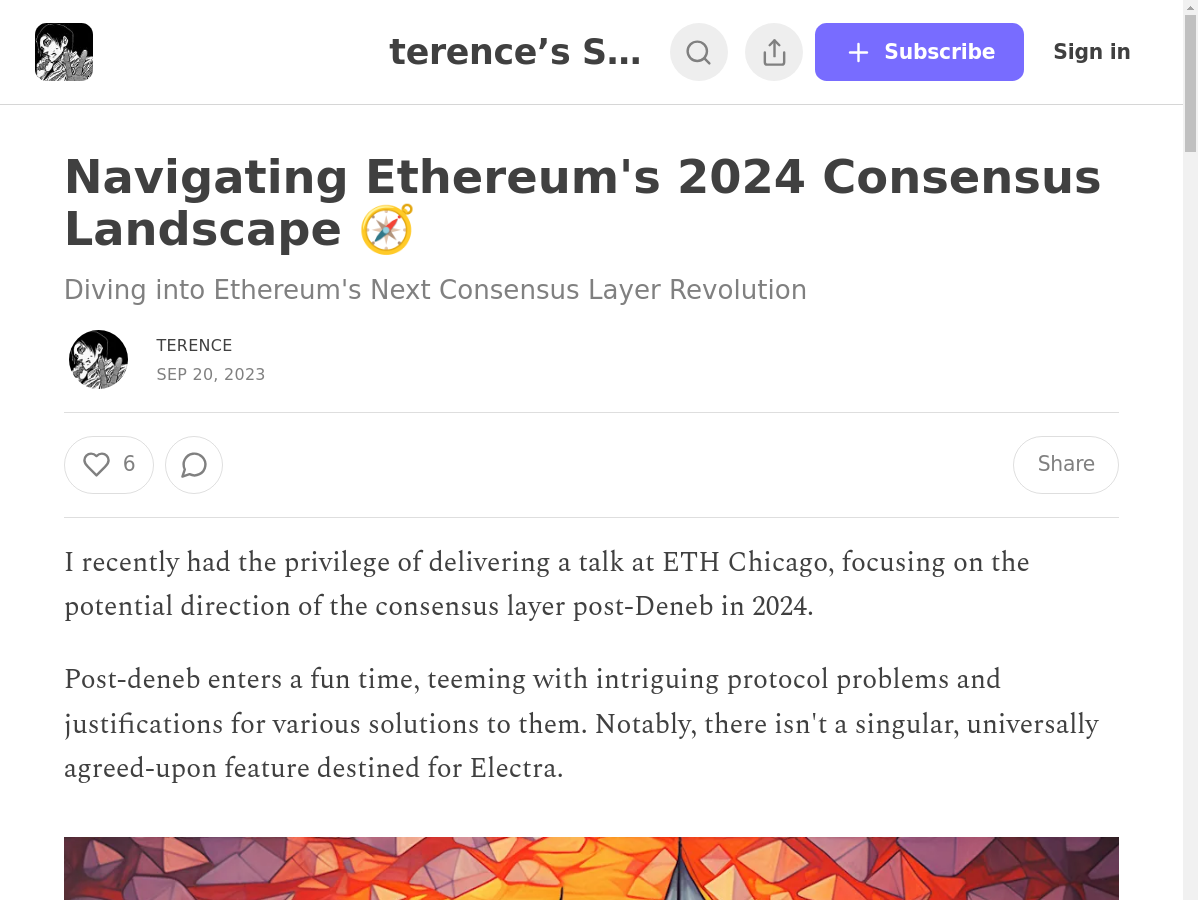 terence’s S...
Subscribe
Sign in
Navigating Ethereum's 2024 Consensus
Landscape 🧭
Diving into Ethereum's Next Consensus Layer Revolution
TERENCE
SEP 20, 2023
6
Share
I recently had the privilege of delivering a talk at ETH Chicago, focusing on the
potential direction of the consensus layer post-Deneb in 2024.
Post-deneb enters a fun time, teeming with intriguing protocol problems and
justifications for various solutions to them. Notably, there isn't a singular, universally
agreed-upon feature destined for Electra.